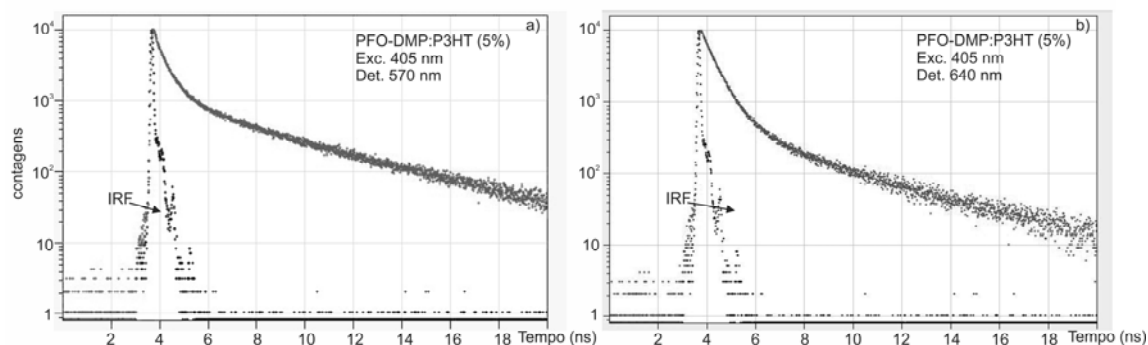 a)
PFO-DMP:P3HT (5%)
Exc. 405 nm
Det. 570 nm
contagens
10⁴
10³
10²
10
1
IRF
2 4 6 8 10 12 14 16 18 Tempo (ns)
b)
PFO-DMP:P3HT (5%)
Exc. 405 nm
Det. 640 nm
10⁴
10³
10²
10
1
IRF
2 4 6 8 10 12 14 16 18 Tempo (ns)